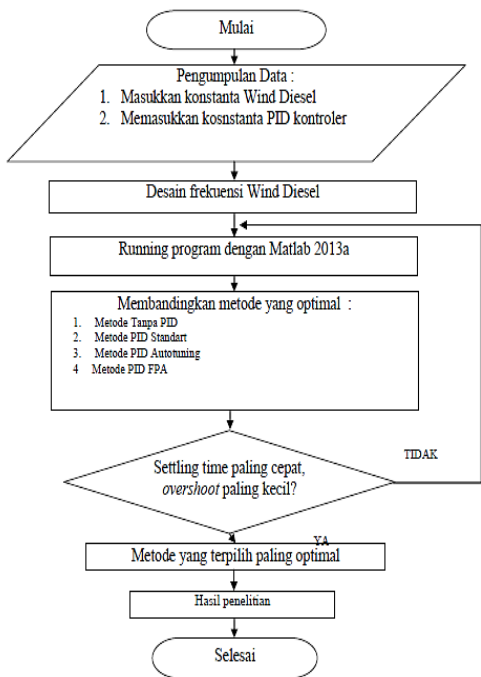 Mulai
Pengumpulan Data :
1. Masukkan konstanta Wind Diesel
2. Memasukkan kosnstanta PID kontroler
Desain frekuensi Wind Diesel
Running program dengan Matlab 2013a
Membandingkan metode yang optimal :
1. Metode Tanpa PID
2. Metode PID Standart
3. Metode PID Autotuning
4 Metode PID FPA
Settling time paling cepat,
overshoot paling kecil?
TIDAK
YA
Metode yang terpilih paling optimal
Hasil penelitian
Selesai